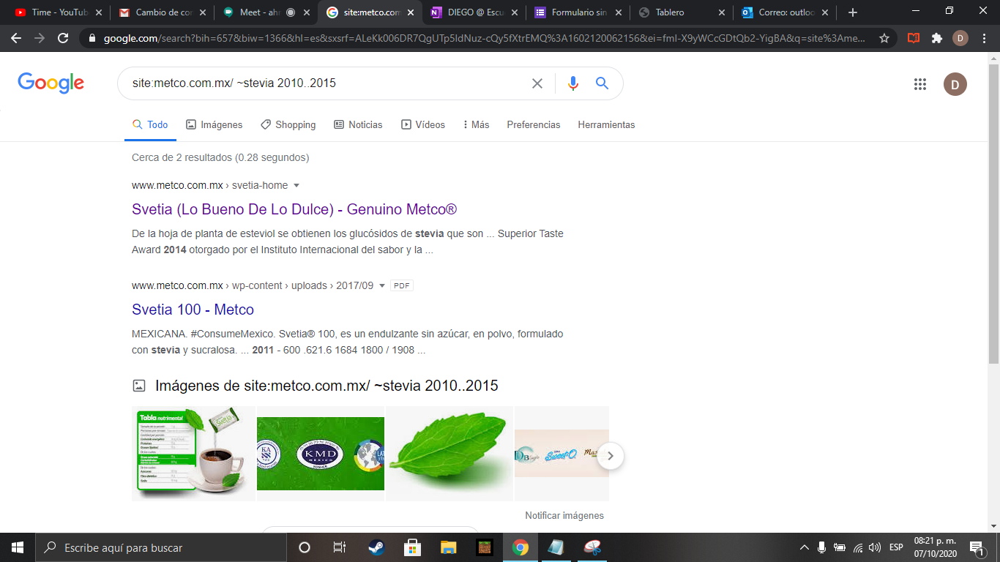 Time - YouTub
Cambio de cor
Meet - ahr
site:metco.com
DIEGO @ Escu
Formulario sin
Tablero
Correo: outloo
google.com/search?bih=657&biw=1366&hl=es&sxsrf=ALeKk006DR7QgUTp5ldNuz-cQy5fXtrEMQ%3A1602120062156&ei=fml-X9yWCcGDtQb2-YigBA&q=site%3Ame...
D
Google
site:metco.com.mx/ ~stevia 2010..2015
D
Todo
Imágenes
Shopping
Noticias
Vídeos
Más
Preferencias
Herramientas
Cerca de 2 resultados (0.28 segundos)
www.metco.com.mx › svetia-home
Svetia (Lo Bueno De Lo Dulce) - Genuino Metco®
De la hoja de planta de esteviol se obtienen los glucósidos de stevia que son ... Superior Taste
Award 2014 otorgado por el Instituto Internacional del sabor y la ...
www.metco.com.mx › wp-content › uploads › 2017/09 PDF
Svetia 100 - Metco
MEXICANA. #ConsumeMexico. Svetia® 100, es un endulzante sin azúcar, en polvo, formulado
con stevia y sucralosa. ... 2011 - 600 .621.6 1684 1800 / 1908 ...
Imágenes de site:metco.com.mx/ ~stevia 2010..2015
Tabla nutrimental
Svetia
KA
KMD
MEXICO
KOSHER
Sweet-O
Notificar imágenes
Escribe aquí para buscar
ESP
08:21 p. m.
07/10/2020
1